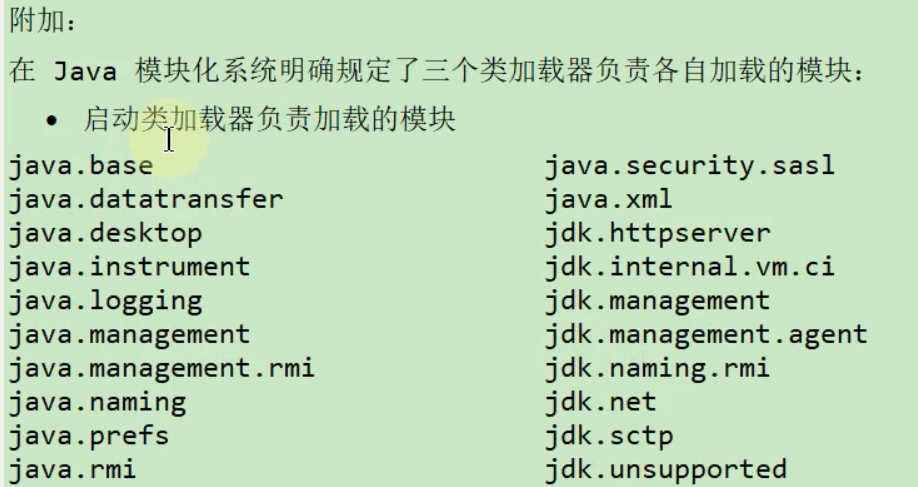 附加：
在 Java 模块化系统明确规定了三个类加载器负责各自加载的模块：
• 启动类加载器负责加载的模块
java.base java.security.sasl
java.datatransfer java.xml
java.desktop jdk.httpserver
java.instrument jdk.internal.vm.ci
java.logging jdk.management
java.management jdk.management.agent
java.management.rmi jdk.naming.rmi
java.naming jdk.net
java.prefs jdk.sctp
java.rmi jdk.unsupported